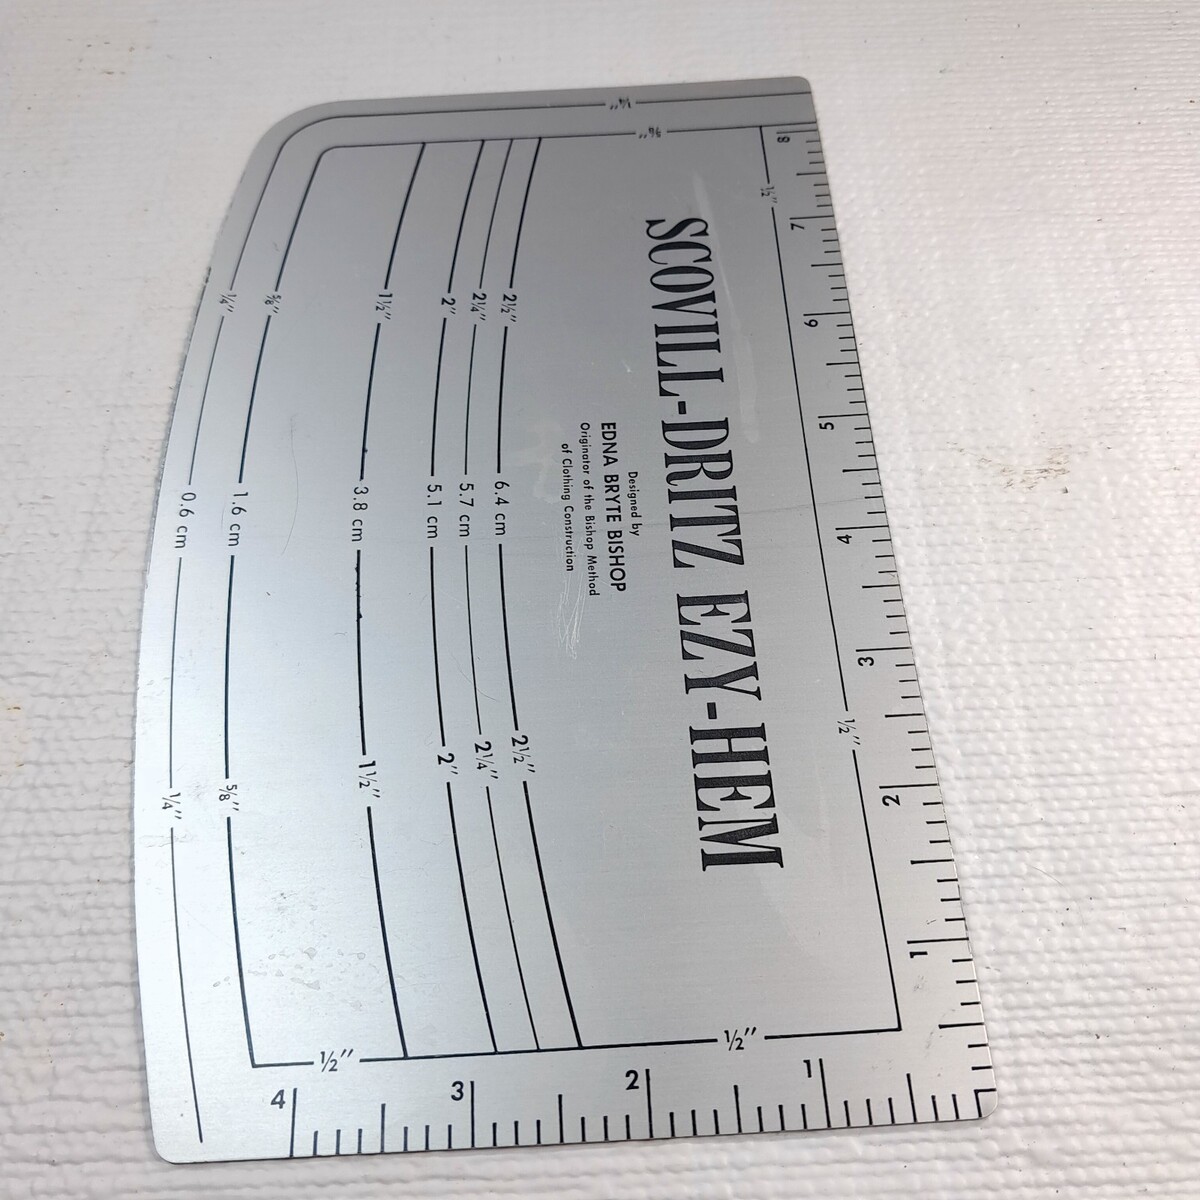 SCOVILL-DRITZ EZY-HEM
Designed by
EDNA BRYTE BISHOP
Originator of the Bishop Method
of Clothing Construction
2½" 6.4 cm 2½"
2¼" 5.7 cm 2¼"
2" 5.1 cm 2"
1½" 3.8 cm 1½"
⅝" 1.6 cm ⅝"
¼" 0.6 cm ¼"
¼"
⅝"
½" ½"
½" ½"
8 7 6 5 4 3 2 1
4 3 2 1